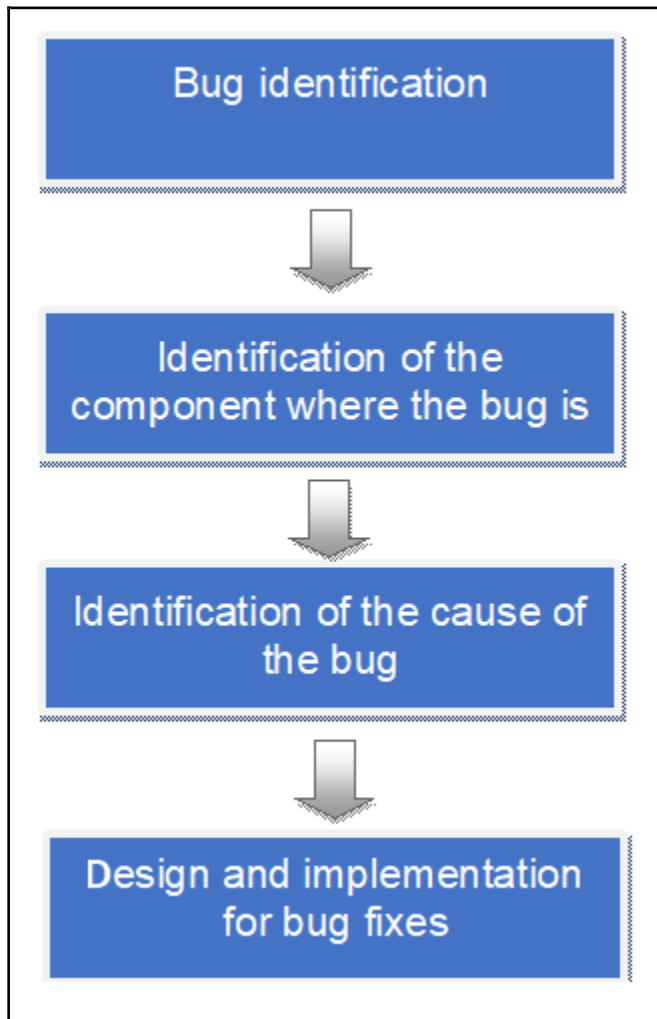 Bug identification
Identification of the
component where the bug is
Identification of the cause of
the bug
Design and implementation
for bug fixes